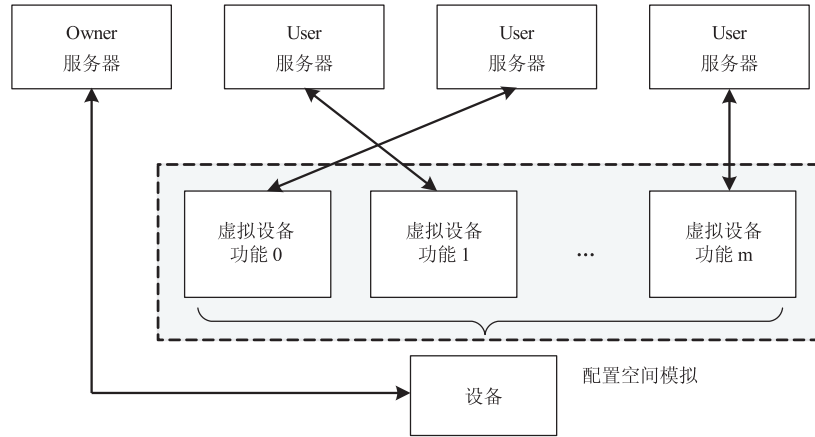 Owner
服务器
User
服务器
User
服务器
User
服务器
虚拟设备
功能 0
虚拟设备
功能 1
...
虚拟设备
功能 m
设备
配置空间模拟